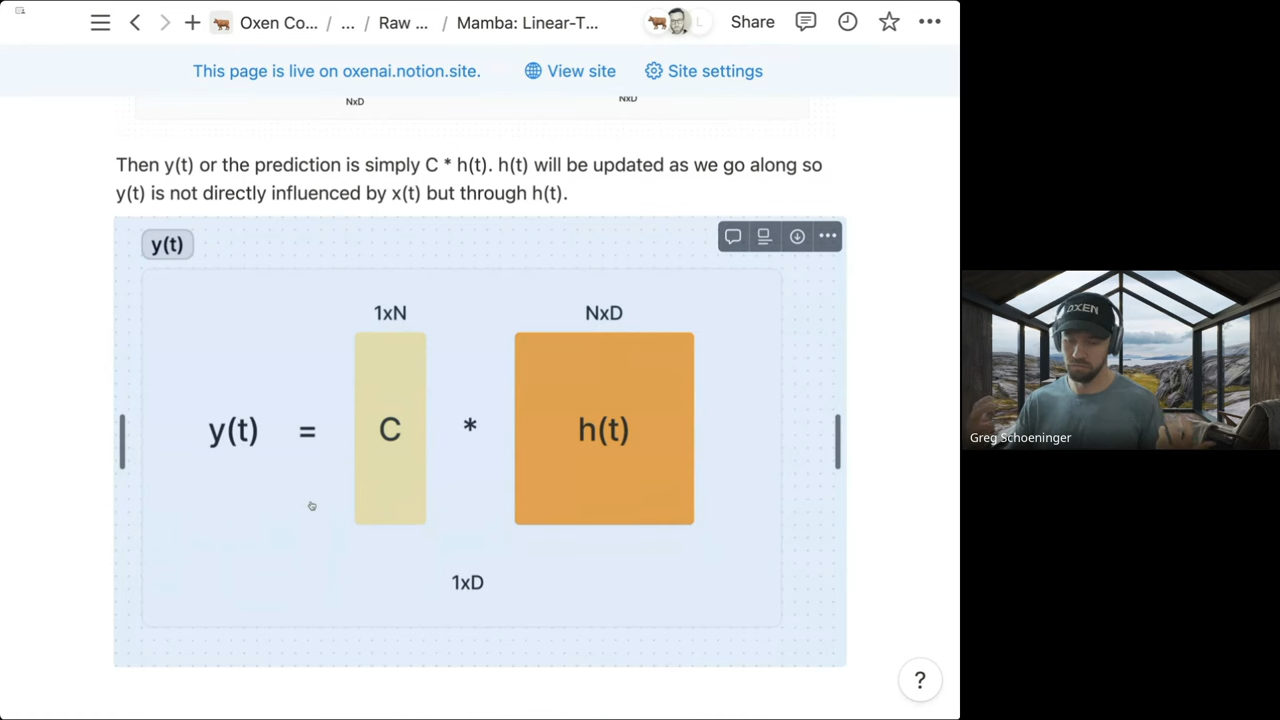 Oxen Co... / ... / Raw ... / Mamba: Linear-T... L Share
This page is live on oxenai.notion.site. View site Site settings
NxD NxD
Then y(t) or the prediction is simply C * h(t). h(t) will be updated as we go along so
y(t) is not directly influenced by x(t) but through h(t).
y(t)
1xN NxD
y(t) = C * h(t)
1xD
OXEN
Greg Schoeninger
?